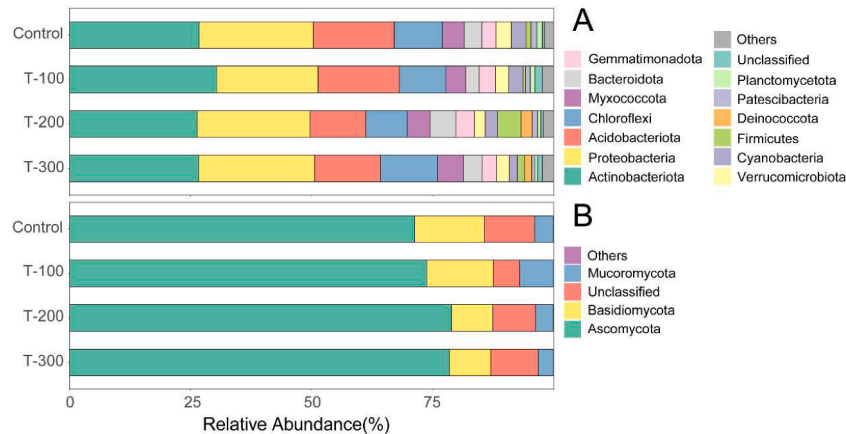 A
Control
T-100
T-200
T-300
Gemmatimonadota
Bacteroidota
Myxococcota
Chloroflexi
Acidobacteriota
Proteobacteria
Actinobacteriota
Others
Unclassified
Planctomycetota
Patescibacteria
Deinococcota
Firmicutes
Cyanobacteria
Verrucomicrobiota
B
Control
T-100
T-200
T-300
Others
Mucoromycota
Unclassified
Basidiomycota
Ascomycota
0 25 50 75
Relative Abundance(%)